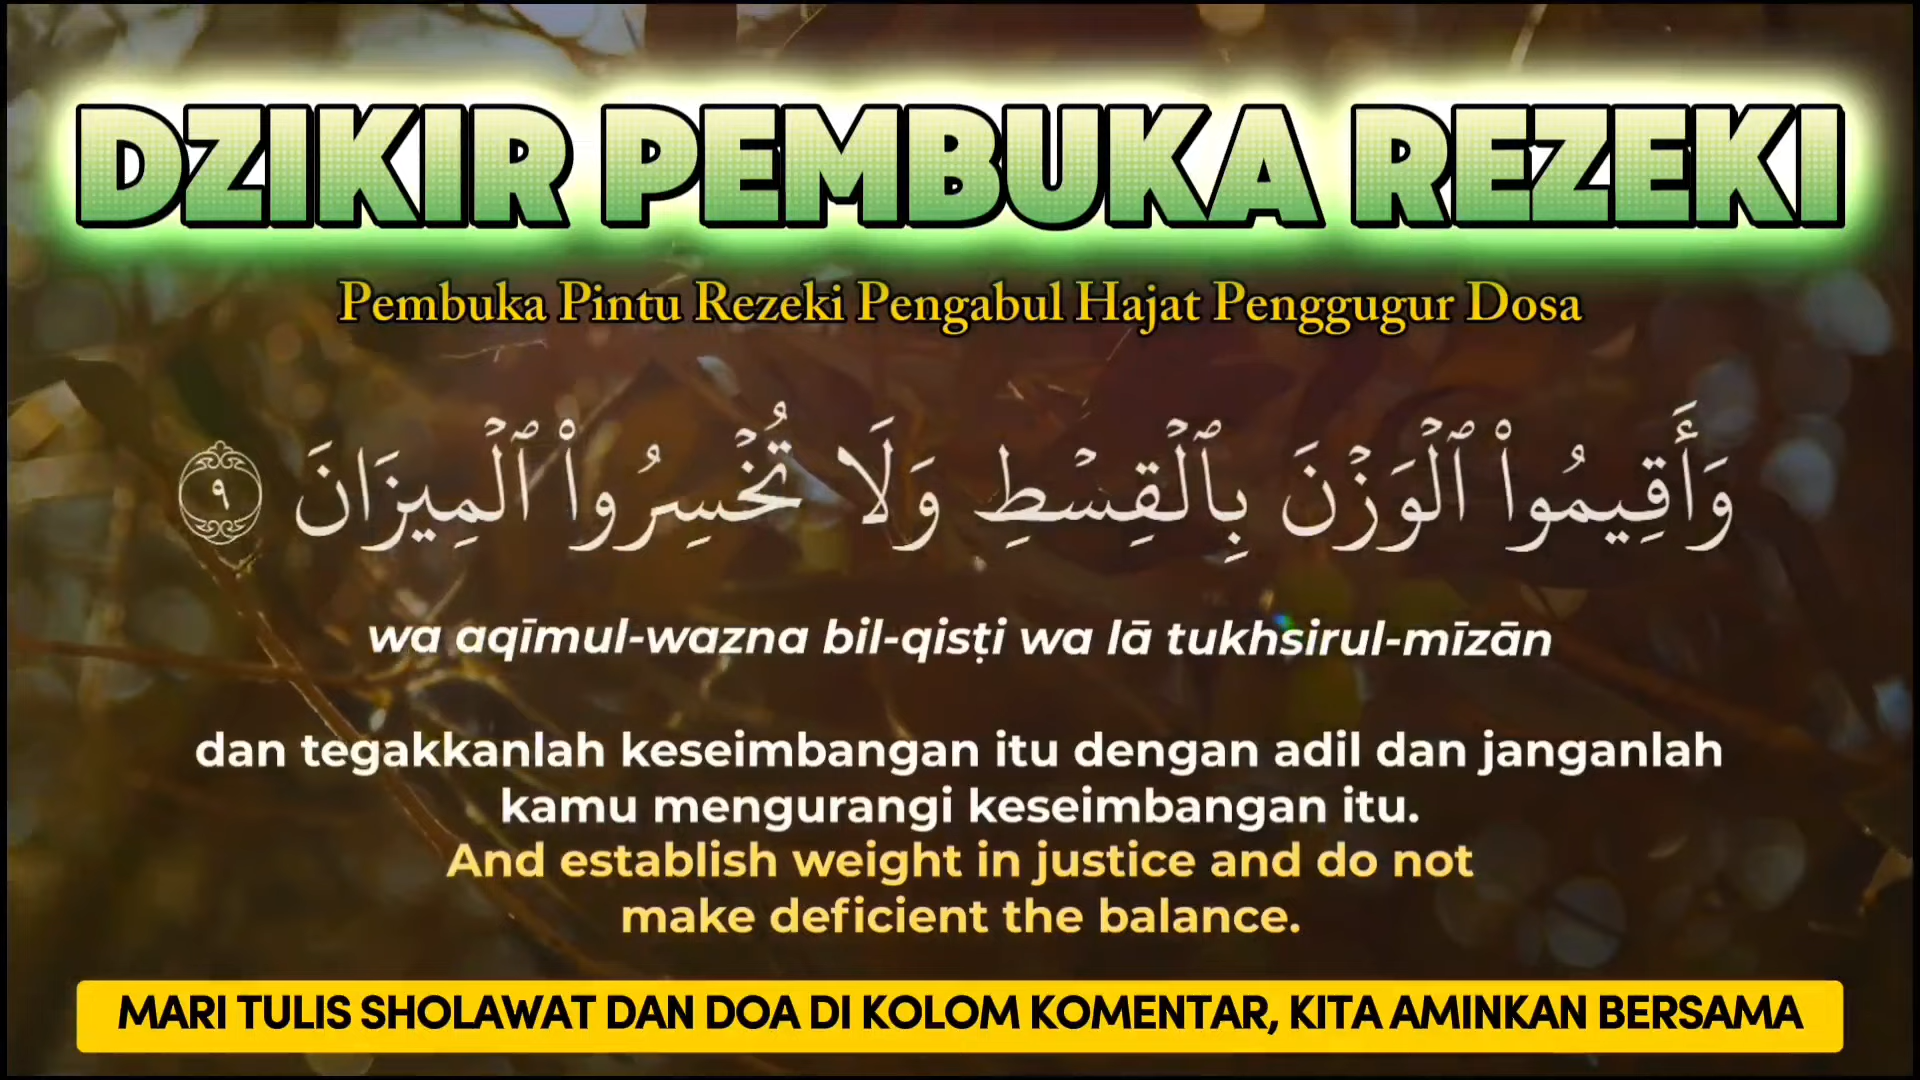 DZIKIR PEMBUKA REZEKI
Pembuka Pintu Rezeki Pengabul Hajat Penggugur Dosa
وَأَقِيمُوا۟ ٱلْوَزْنَ بِٱلْقِسْطِ وَلَا تُخْسِرُوا۟ ٱلْمِيزَانَ ٩
wa aqīmul-wazna bil-qisṭi wa lā tukhsirul-mīzān
dan tegakkanlah keseimbangan itu dengan adil dan janganlah
kamu mengurangi keseimbangan itu.
And establish weight in justice and do not
make deficient the balance.
MARI TULIS SHOLAWAT DAN DOA DI KOLOM KOMENTAR, KITA AMINKAN BERSAMA